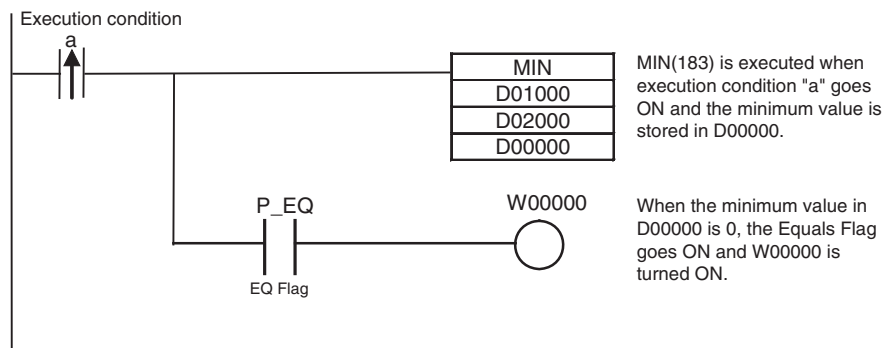 Execution condition
a
MIN
D01000
D02000
D00000
MIN(183) is executed when
execution condition "a" goes
ON and the minimum value is
stored in D00000.
P_EQ
EQ Flag
W00000
When the minimum value in
D00000 is 0, the Equals Flag
goes ON and W00000 is
turned ON.